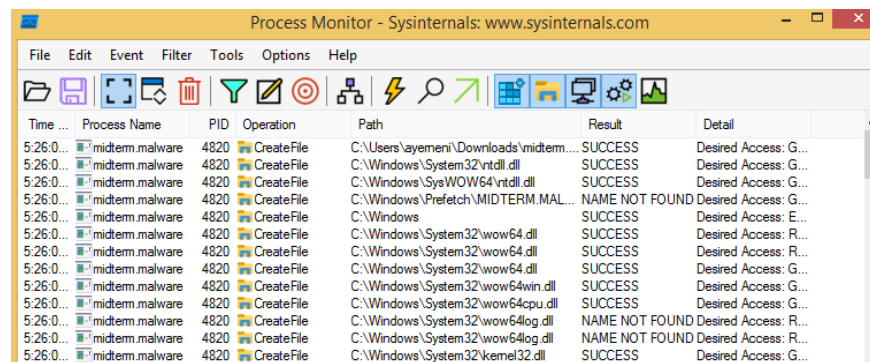 Process Monitor - Sysinternals: www.sysinternals.com
File Edit Event Filter Tools Options Help
Time ... Process Name PID Operation Path Result Detail
5:26:0... midterm.malware 4820 CreateFile C:\Users\ayemeni\Downloads\midterm.... SUCCESS Desired Access: G...
5:26:0... midterm.malware 4820 CreateFile C:\Windows\System32\ntdll.dll SUCCESS Desired Access: G...
5:26:0... midterm.malware 4820 CreateFile C:\Windows\SysWOW64\ntdll.dll SUCCESS Desired Access: G...
5:26:0... midterm.malware 4820 CreateFile C:\Windows\Prefetch\MIDTERM.MAL... NAME NOT FOUND Desired Access: G...
5:26:0... midterm.malware 4820 CreateFile C:\Windows SUCCESS Desired Access: E...
5:26:0... midterm.malware 4820 CreateFile C:\Windows\System32\wow64.dll SUCCESS Desired Access: R...
5:26:0... midterm.malware 4820 CreateFile C:\Windows\System32\wow64.dll SUCCESS Desired Access: R...
5:26:0... midterm.malware 4820 CreateFile C:\Windows\System32\wow64.dll SUCCESS Desired Access: G...
5:26:0... midterm.malware 4820 CreateFile C:\Windows\System32\wow64win.dll SUCCESS Desired Access: G...
5:26:0... midterm.malware 4820 CreateFile C:\Windows\System32\wow64cpu.dll SUCCESS Desired Access: G...
5:26:0... midterm.malware 4820 CreateFile C:\Windows\System32\wow64log.dll NAME NOT FOUND Desired Access: R...
5:26:0... midterm.malware 4820 CreateFile C:\Windows\System32\wow64log.dll NAME NOT FOUND Desired Access: R...
5:26:0... midterm.malware 4820 CreateFile C:\Windows\System32\kernel32.dll SUCCESS Desired Access: G...